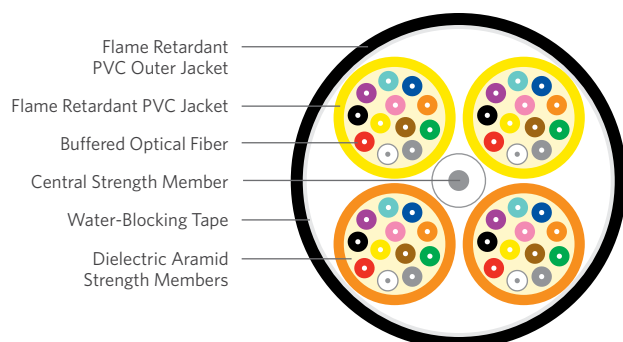 Flame Retardant
PVC Outer Jacket
Flame Retardant PVC Jacket
Buffered Optical Fiber
Central Strength Member
Water-Blocking Tape
Dielectric Aramid
Strength Members